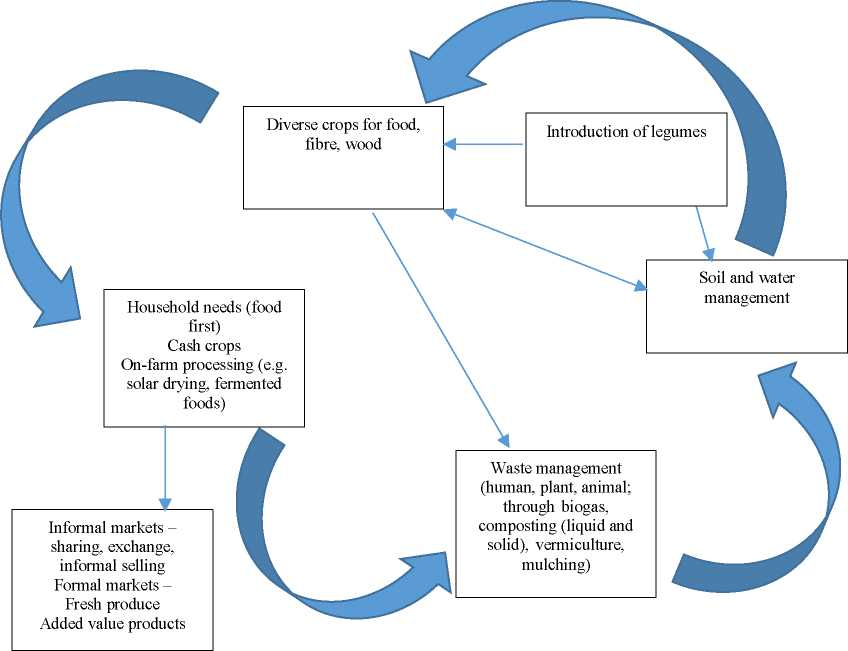 Diverse crops for food,
fibre, wood
Introduction of legumes
Soil and water
management
Household needs (food
first)
Cash crops
On-farm processing (e.g.
solar drying, fermented
foods)
Waste management
(human, plant, animal;
through biogas,
composting (liquid and
solid), vermiculture,
mulching)
Informal markets –
sharing, exchange,
informal selling
Formal markets –
Fresh produce
Added value products